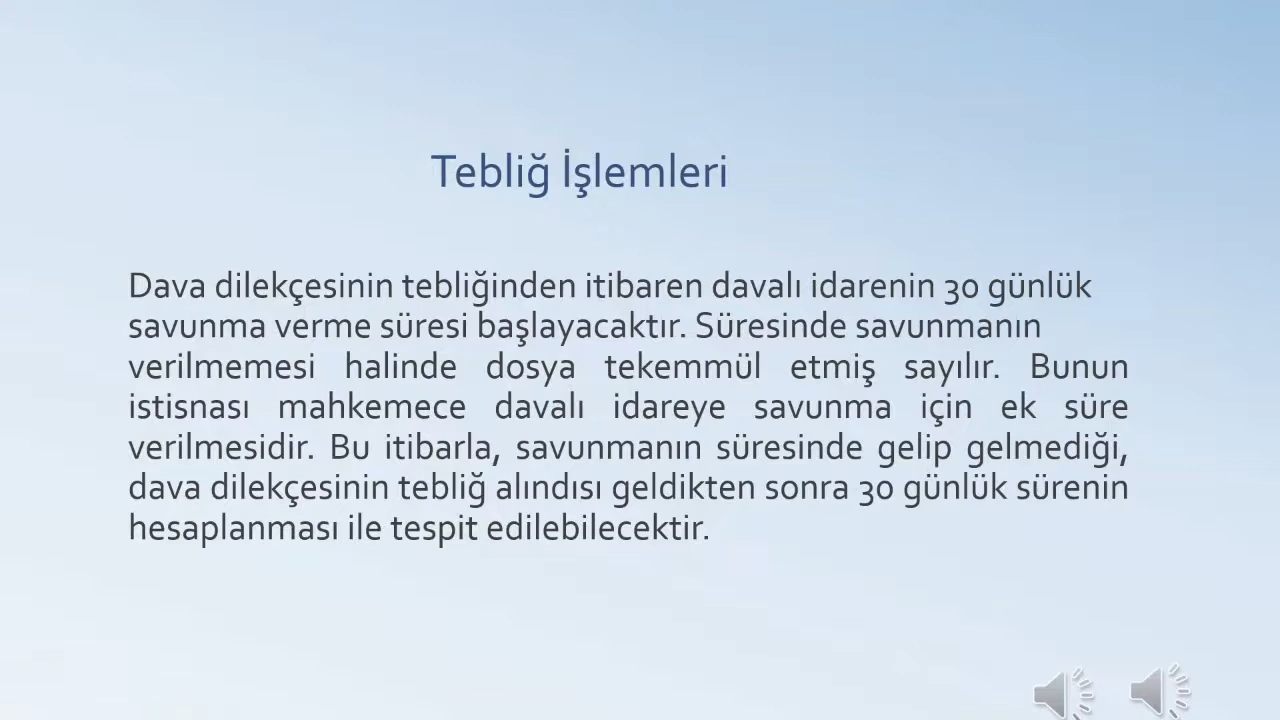 Tebliğ İşlemleri
Dava dilekçesinin tebliğinden itibaren davalı idarenin 30 günlük
savunma verme süresi başlayacaktır. Süresinde savunmanın
verilmemesi halinde dosya tekemmül etmiş sayılır. Bunun
istisnası mahkemece davalı idareye savunma için ek süre
verilmesidir. Bu itibarla, savunmanın süresinde gelip gelmediği,
dava dilekçesinin tebliğ alındısı geldikten sonra 30 günlük sürenin
hesaplanması ile tespit edilebilecektir.